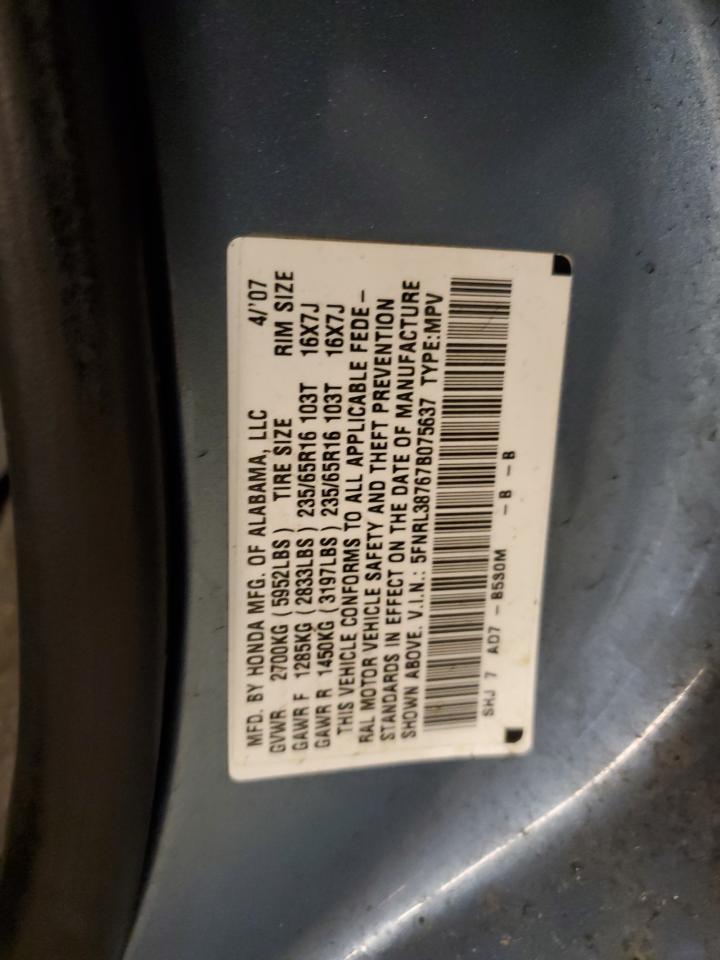 MFD. BY HONDA MFG. OF ALABAMA, LLC 4/'07
GVWR 2700KG (5952LBS) TIRE SIZE RIM SIZE
GAWR F 1285KG (2833LBS) 235/65R16 103T 16X7J
GAWR R 1450KG (3197LBS) 235/65R16 103T 16X7J
THIS VEHICLE CONFORMS TO ALL APPLICABLE FEDE-
RAL MOTOR VEHICLE SAFETY AND THEFT PREVENTION
STANDARDS IN EFFECT ON THE DATE OF MANUFACTURE
SHOWN ABOVE. V.I.N.: 5FNRL38767B075637 TYPE:MPV
SHJ 7 A07 - B530M - B - B